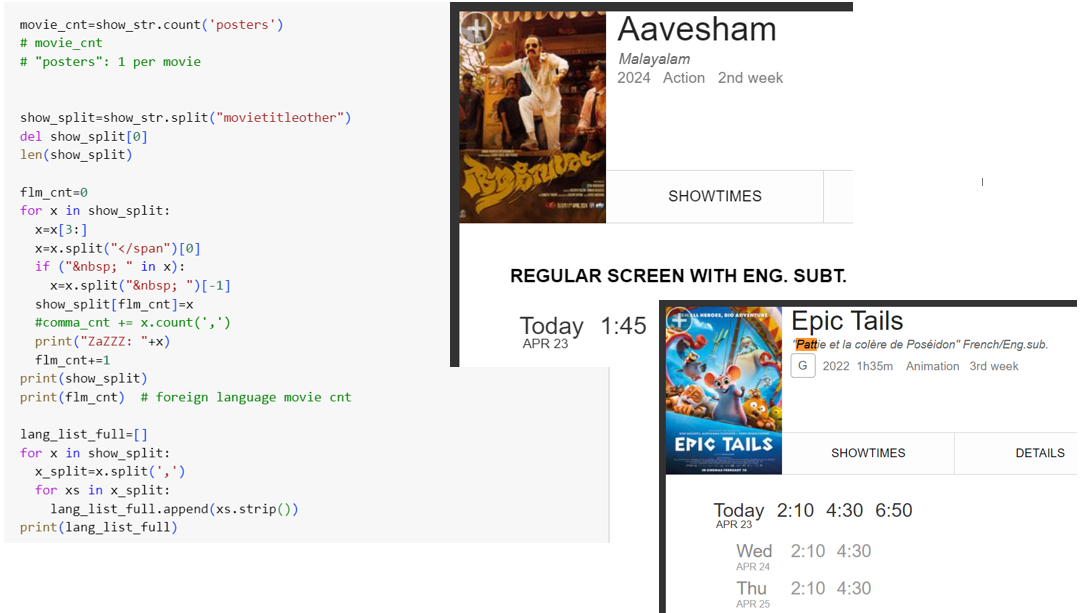 movie_cnt=show_str.count('posters')
# movie_cnt
# "posters": 1 per movie
show_split=show_str.split("movietitleother")
del show_split[0]
len(show_split)
flm_cnt=0
for x in show_split:
  x=x[3:]
  x=x.split("</span")[0]
  if ("&nbsp; " in x):
    x=x.split("&nbsp; ")[-1]
  show_split[flm_cnt]=x
  #comma_cnt += x.count(',')
  print("ZaZZZ: "+x)
  flm_cnt+=1
print(show_split)
print(flm_cnt)  # foreign language movie cnt
lang_list_full=[]
for x in show_split:
  x_split=x.split(',')
  for xs in x_split:
    lang_list_full.append(xs.strip())
print(lang_list_full)
Aavesham
Malayalam
2024 Action 2nd week
SHOWTIMES
REGULAR SCREEN WITH ENG. SUBT.
Today 1:45
APR 23
Epic Tails
"Pattie et la colère de Poséidon" French/Eng.sub.
G 2022 1h35m Animation 3rd week
EPIC TAILS
SHOWTIMES DETAILS
Today 2:10 4:30 6:50
APR 23
Wed 2:10 4:30
APR 24
Thu 2:10 4:30
APR 25